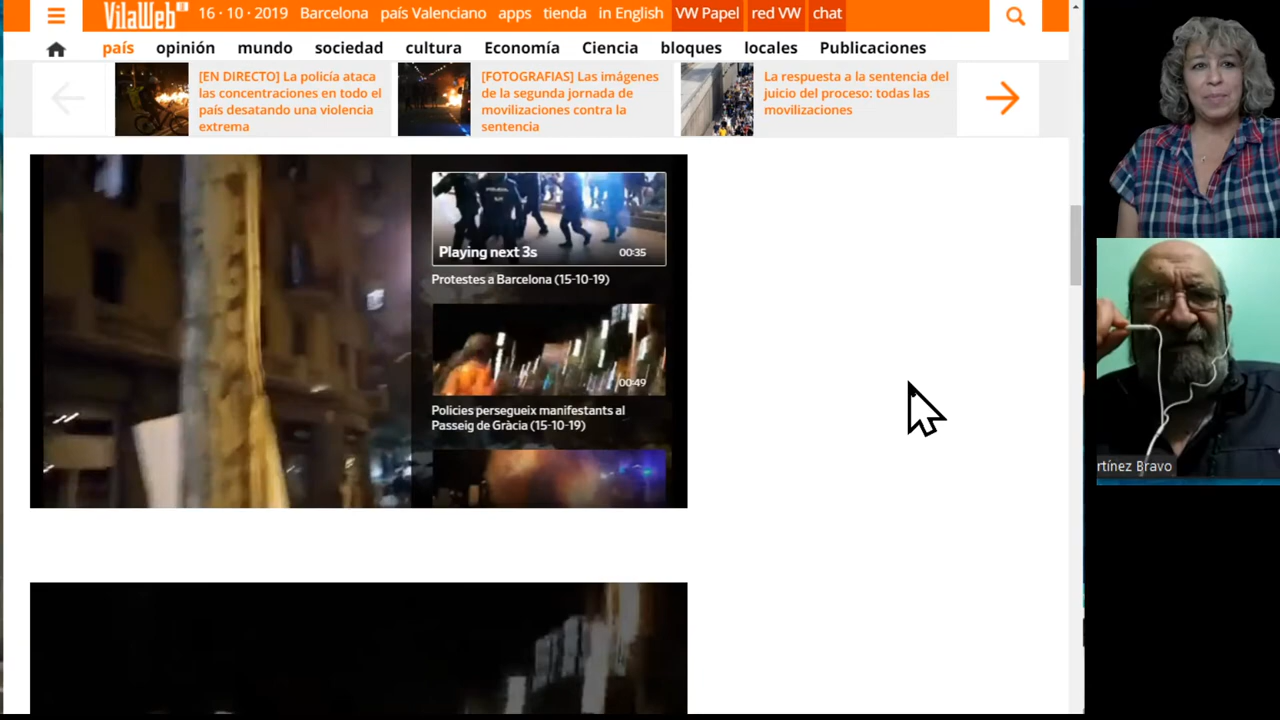 VilaWeb
16 · 10 · 2019 Barcelona país Valenciano apps tienda in English VW Papel red VW chat
país opinión mundo sociedad cultura Economía Ciencia bloques locales Publicaciones
[EN DIRECTO] La policía ataca
las concentraciones en todo el
país desatando una violencia
extrema
[FOTOGRAFIAS] Las imágenes
de la segunda jornada de
movilizaciones contra la
sentencia
La respuesta a la sentencia del
juicio del proceso: todas las
movilizaciones
Playing next 3s 00:35
Protestes a Barcelona (15-10-19)
00:49
Policies persegueix manifestants al
Passeig de Gràcia (15-10-19)
rtínez Bravo